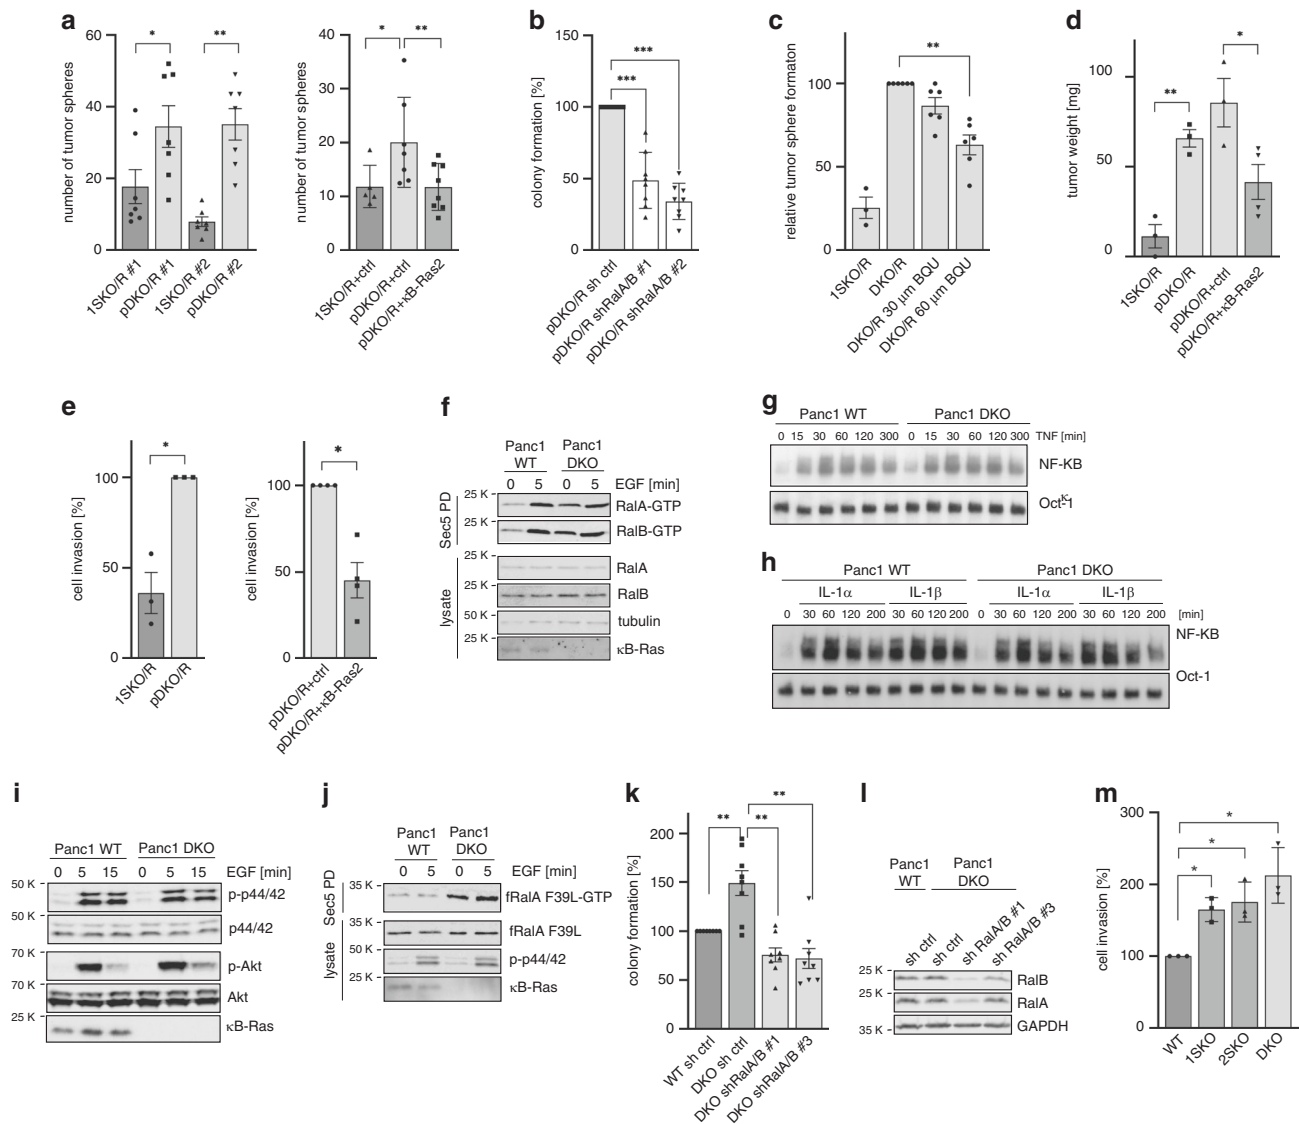 a
60
40
20
0
number of tumor spheres
*
**
1SKO/R #1
pDKO/R #1
1SKO/R #2
pDKO/R #2
40
30
20
10
0
number of tumor spheres
*
**
1SKO/R+ctrl
pDKO/R+ctrl
pDKO/R+κB-Ras2
b
150
100
50
0
colony formation [%]
***
***
pDKO/R sh ctrl
pDKO/R shRalA/B #1
pDKO/R shRalA/B #2
c
100
50
0
relative tumor sphere formaton
**
1SKO/R
DKO/R
DKO/R 30 μm BQU
DKO/R 60 μm BQU
d
100
50
0
tumor weight [mg]
**
*
1SKO/R
pDKO/R
pDKO/R+ctrl
pDKO/R+κB-Ras2
e
100
50
0
cell invasion [%]
*
1SKO/R
pDKO/R
100
50
0
cell invasion [%]
*
pDKO/R+ctrl
pDKO/R+κB-Ras2
f
Panc1 WT
Panc1 DKO
0 5 0 5 EGF [min]
Sec5 PD
25 K RalA-GTP
25 K RalB-GTP
lysate
25 K RalA
25 K RalB
50 K tubulin
25 K κB-Ras
g
Panc1 WT Panc1 DKO
0 15 30 60 120 300 0 15 30 60 120 300 TNF [min]
NF-KB
κ
Oct-1
h
Panc1 WT Panc1 DKO
IL-1α IL-1β IL-1α IL-1β
0 30 60 120 200 30 60 120 200 0 30 60 120 200 30 60 120 200 [min]
NF-KB
Oct-1
i
Panc1 WT Panc1 DKO
0 5 15 0 5 15 EGF [min]
50 K p-p44/42
50 K p44/42
70 K p-Akt
70 K Akt
25 K κB-Ras
j
Panc1 WT
Panc1 DKO
0 5 0 5 EGF [min]
Sec5 PD
35 K fRalA F39L-GTP
lysate
35 K fRalA F39L
50 K p-p44/42
25 K κB-Ras
k
200
150
100
50
0
colony formation [%]
**
**
**
WT sh ctrl
DKO sh ctrl
DKO shRalA/B #1
DKO shRalA/B #3
l
Panc1 WT
Panc1 DKO
sh ctrl
sh ctrl
sh RalA/B #1
sh RalA/B #3
25 K RalB
25 K RalA
35 K GAPDH
m
300
200
100
0
cell invasion [%]
*
*
*
WT
1SKO
2SKO
DKO